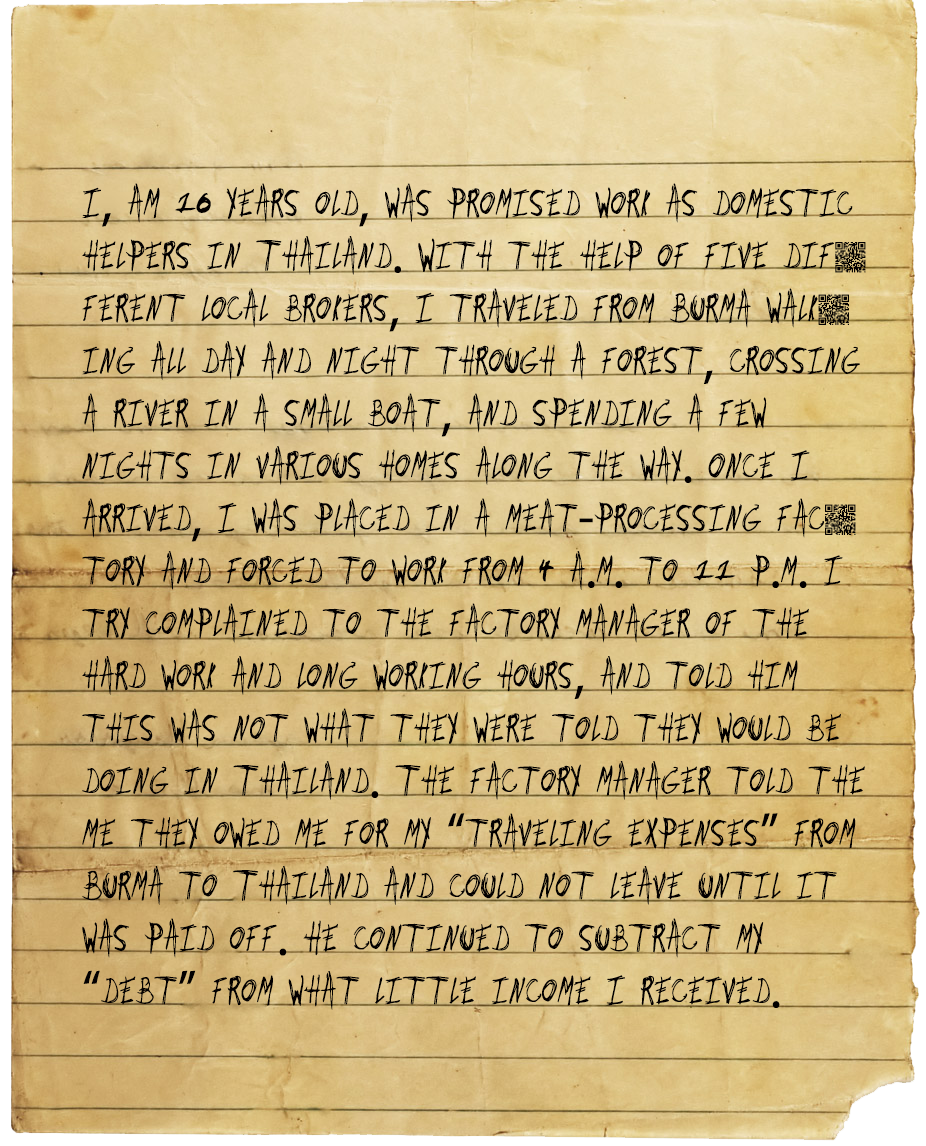 I, AM 16 YEARS OLD, WAS PROMISED WORK AS DOMESTIC
HELPERS IN THAILAND. WITH THE HELP OF FIVE DIF
FERENT LOCAL BROKERS, I TRAVELED FROM BURMA WALK
ING ALL DAY AND NIGHT THROUGH A FOREST, CROSSING
A RIVER IN A SMALL BOAT, AND SPENDING A FEW
NIGHTS IN VARIOUS HOMES ALONG THE WAY. ONCE I
ARRIVED, I WAS PLACED IN A MEAT-PROCESSING FAC
TORY AND FORCED TO WORK FROM 4 A.M. TO 11 P.M. I
TRY COMPLAINED TO THE FACTORY MANAGER OF THE
HARD WORK AND LONG WORKING HOURS, AND TOLD HIM
THIS WAS NOT WHAT THEY WERE TOLD THEY WOULD BE
DOING IN THAILAND. THE FACTORY MANAGER TOLD THE
ME THEY OWED ME FOR MY “TRAVELING EXPENSES” FROM
BURMA TO THAILAND AND COULD NOT LEAVE UNTIL IT
WAS PAID OFF. HE CONTINUED TO SUBTRACT MY
“DEBT” FROM WHAT LITTLE INCOME I RECEIVED.